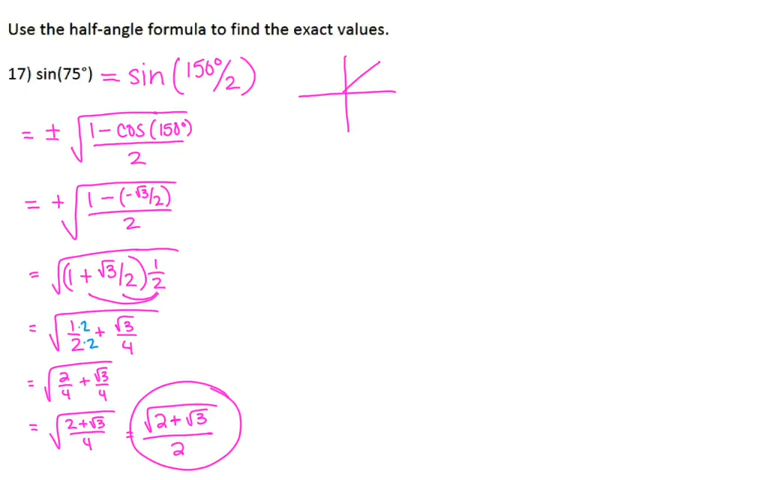 Use the half-angle formula to find the exact values.
17) sin(75°) = sin(150°/2)
= ± √((1 - cos(150°))/2)
= + √((1 - (-√3/2))/2)
= √((1 + √3/2) 1/2)
= √((1·2)/(2·2) + √3/4)
= √(2/4 + √3/4)
= √((2+√3)/4) = √(2+√3)/2